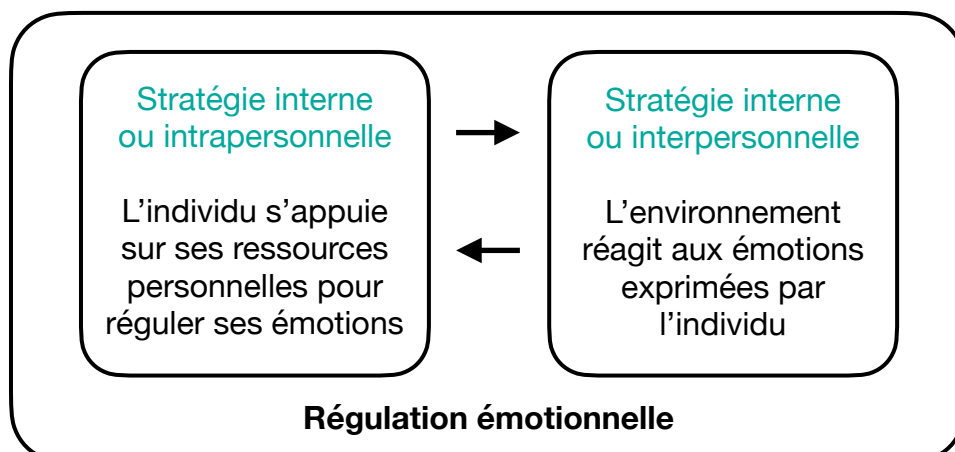 Stratégie interne
ou intrapersonnelle
L’individu s’appuie
sur ses ressources
personnelles pour
réguler ses émotions
Stratégie interne
ou interpersonnelle
L’environnement
réagit aux émotions
exprimées par
l’individu
Régulation émotionnelle